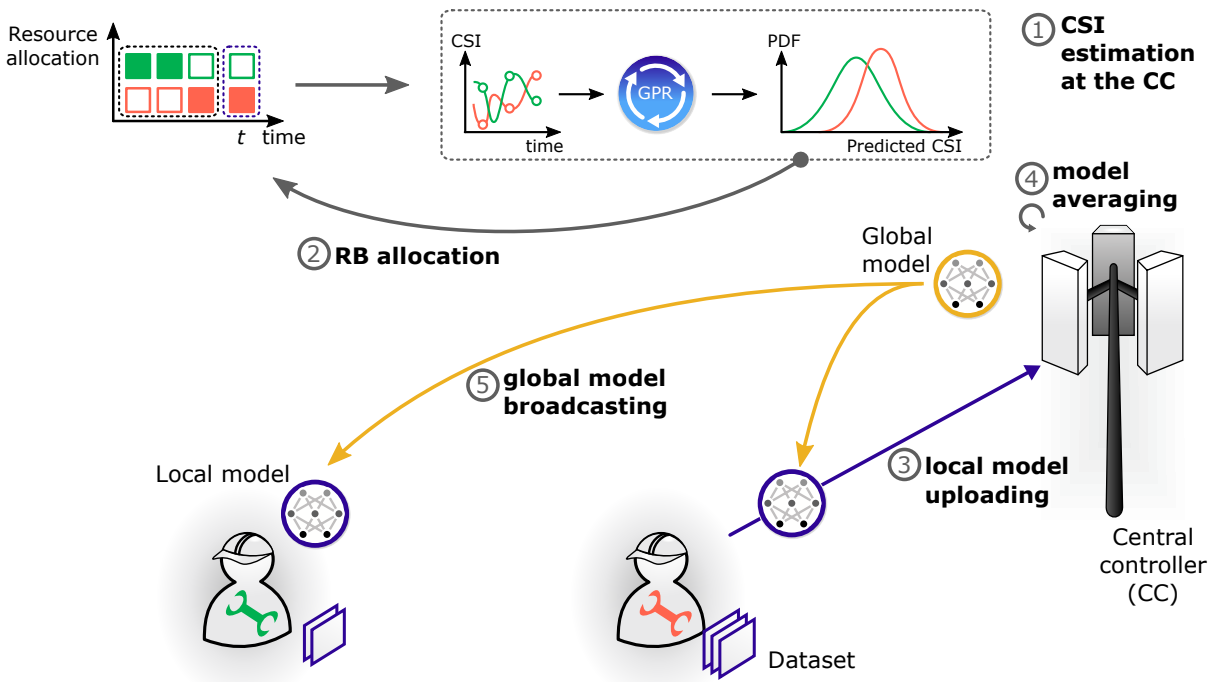 Resource
allocation
t time
CSI
time
GPR
PDF
Predicted CSI
1 CSI
estimation
at the CC
2 RB allocation
4 model
averaging
Global
model
5 global model
broadcasting
3 local model
uploading
Local model
Dataset
Central
controller
(CC)